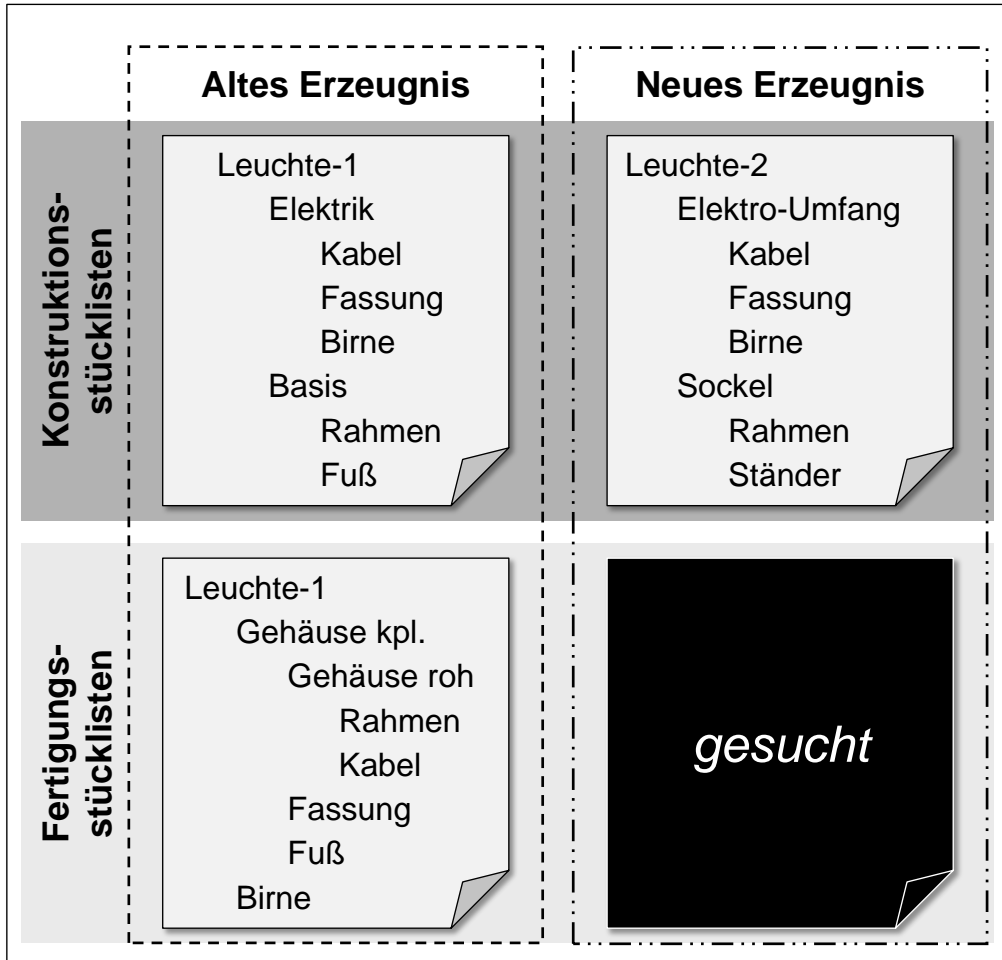 Altes Erzeugnis
Neues Erzeugnis
Konstruktions-
stücklisten
Leuchte-1
Elektrik
Kabel
Fassung
Birne
Basis
Rahmen
Fuß
Leuchte-2
Elektro-Umfang
Kabel
Fassung
Birne
Sockel
Rahmen
Ständer
Fertigungs-
stücklisten
Leuchte-1
Gehäuse kpl.
Gehäuse roh
Rahmen
Kabel
Fassung
Fuß
Birne
gesucht